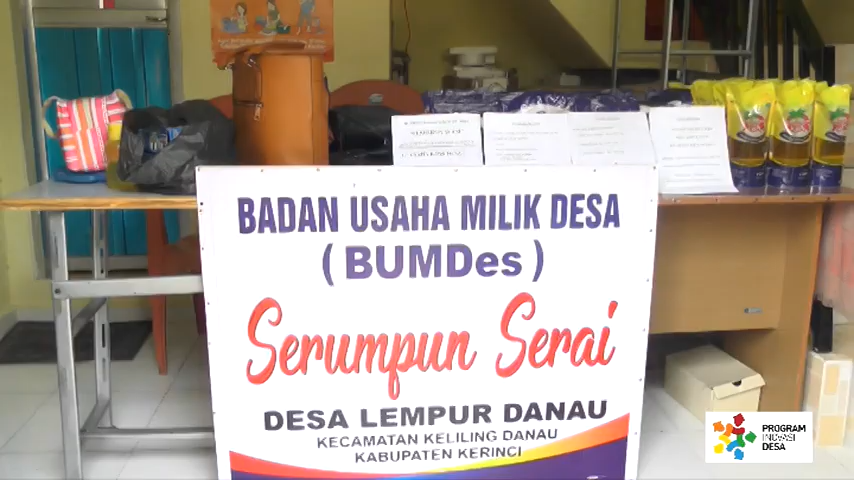 BADAN USAHA MILIK DESA
( BUMDes )
Serumpun Serai
DESA LEMPUR DANAU
KECAMATAN KELILING DANAU
KABUPATEN KERINCI
PROGRAM
INOVASI
DESA